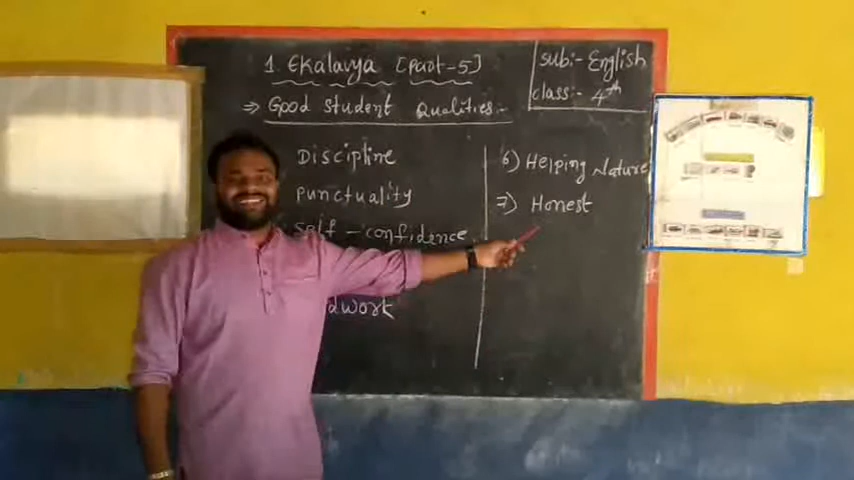 1. Ekalavya [Part-5]
sub:- English
class:- 4th
⇒ Good student Qualities:-
Discipline
Punctuality
Self - confidence
6) Helping Nature
7) Honest